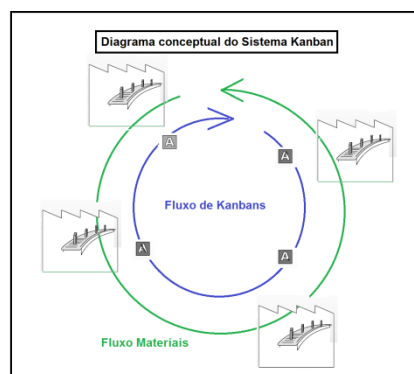 Diagrama conceptual do Sistema Kanban
A
A
Fluxo de Kanbans
A
A
Fluxo Materiais